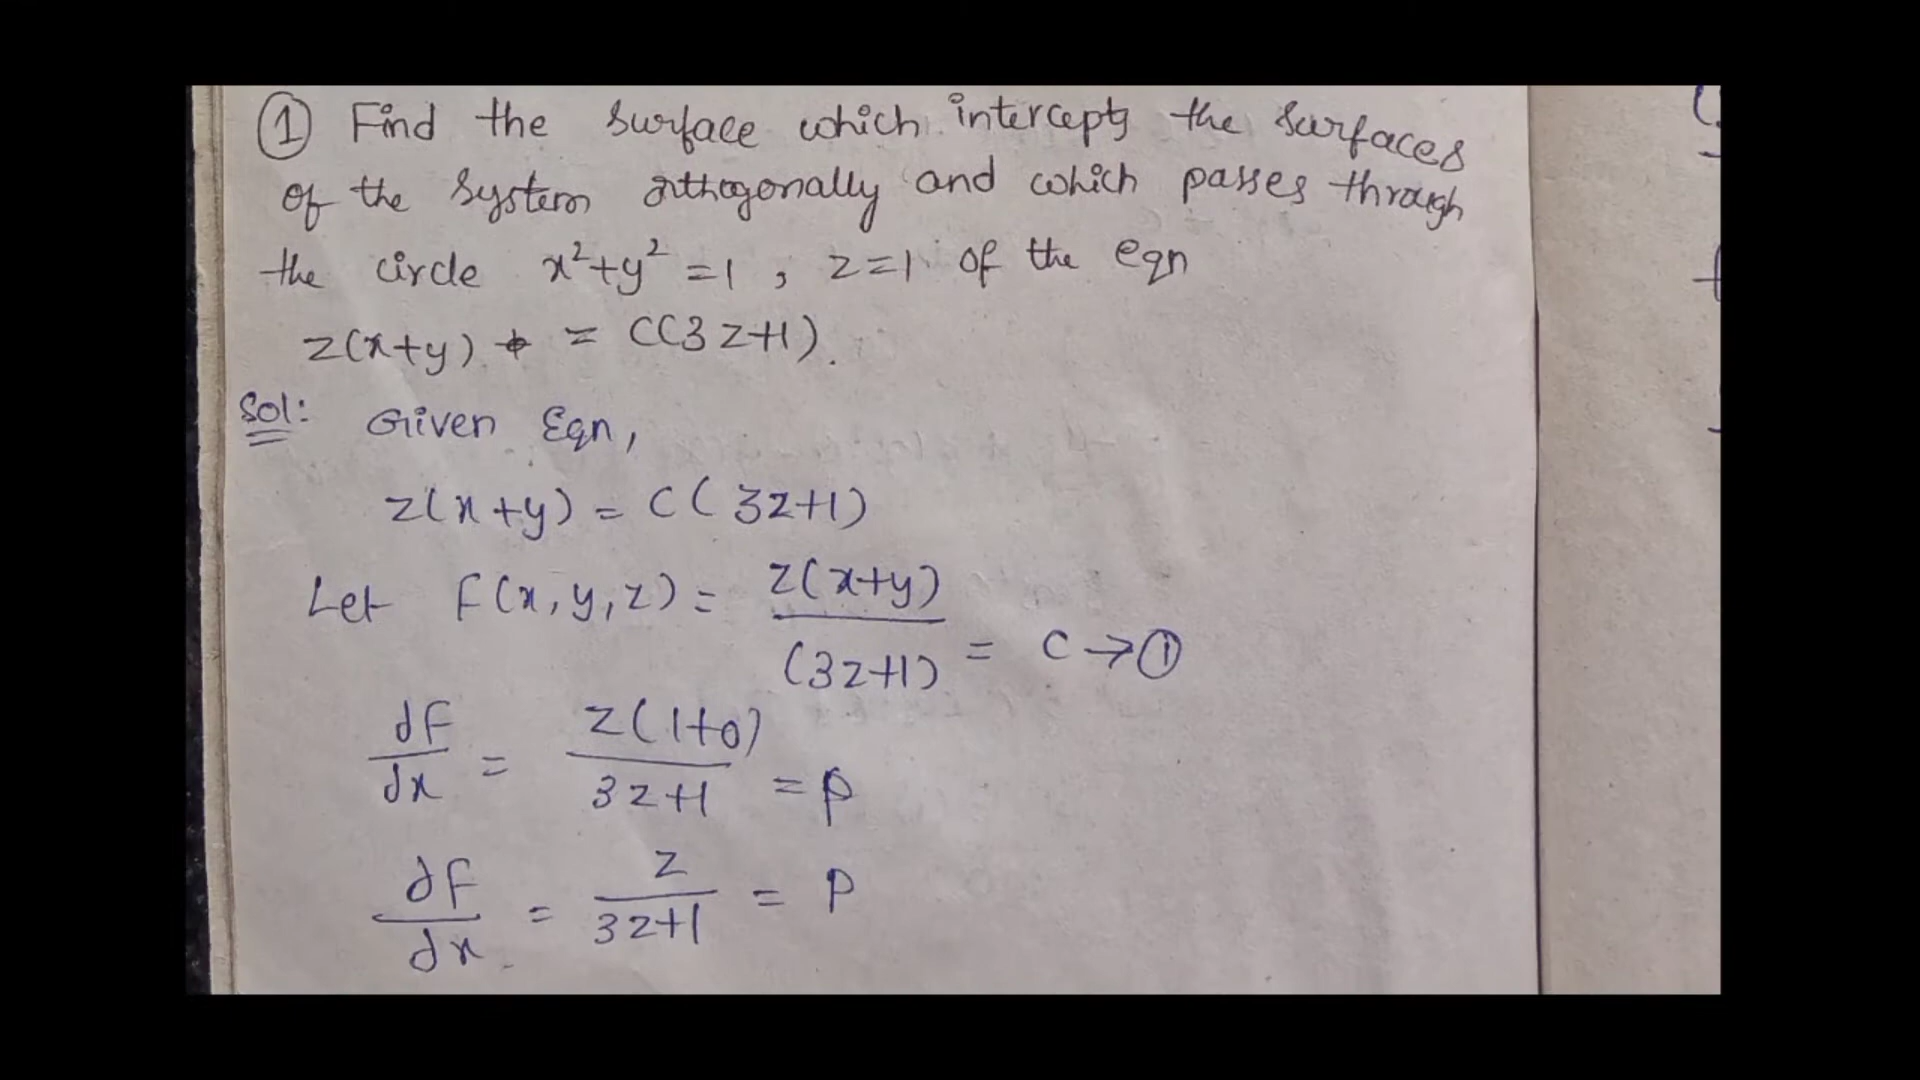 ① Find the surface which intercepts the surfaces
of the system orthogonally and which passes through
the circle x²+y² =1 , z=1 of the eqn
z(x+y) = C(3z+1).
Sol: Given Eqn,
z(x+y) = C(3z+1)
Let F(x,y,z) = z(x+y) / (3z+1) = C →①
∂F/∂x = z(1+0) / 3z+1 = P
∂F/∂x = z / 3z+1 = P